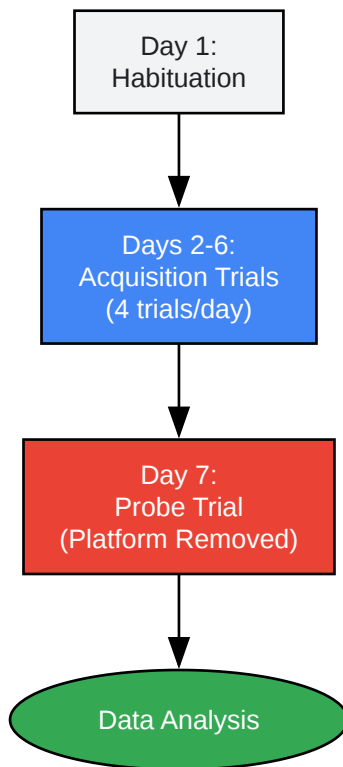 Day 1:
Habituation
Days 2-6:
Acquisition Trials
(4 trials/day)
Day 7:
Probe Trial
(Platform Removed)
Data Analysis